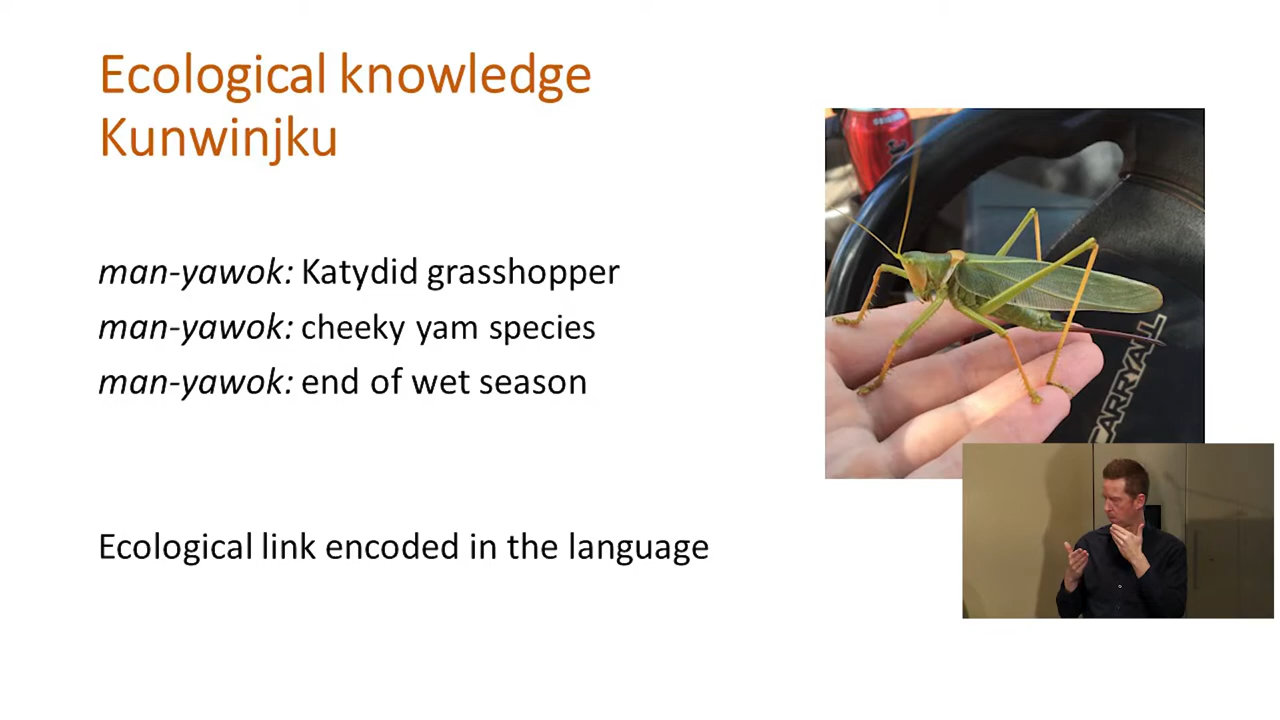 Ecological knowledge
Kunwinjku
man-yawok: Katydid grasshopper
man-yawok: cheeky yam species
man-yawok: end of wet season
Ecological link encoded in the language
ORIGINAL
CARRYALL